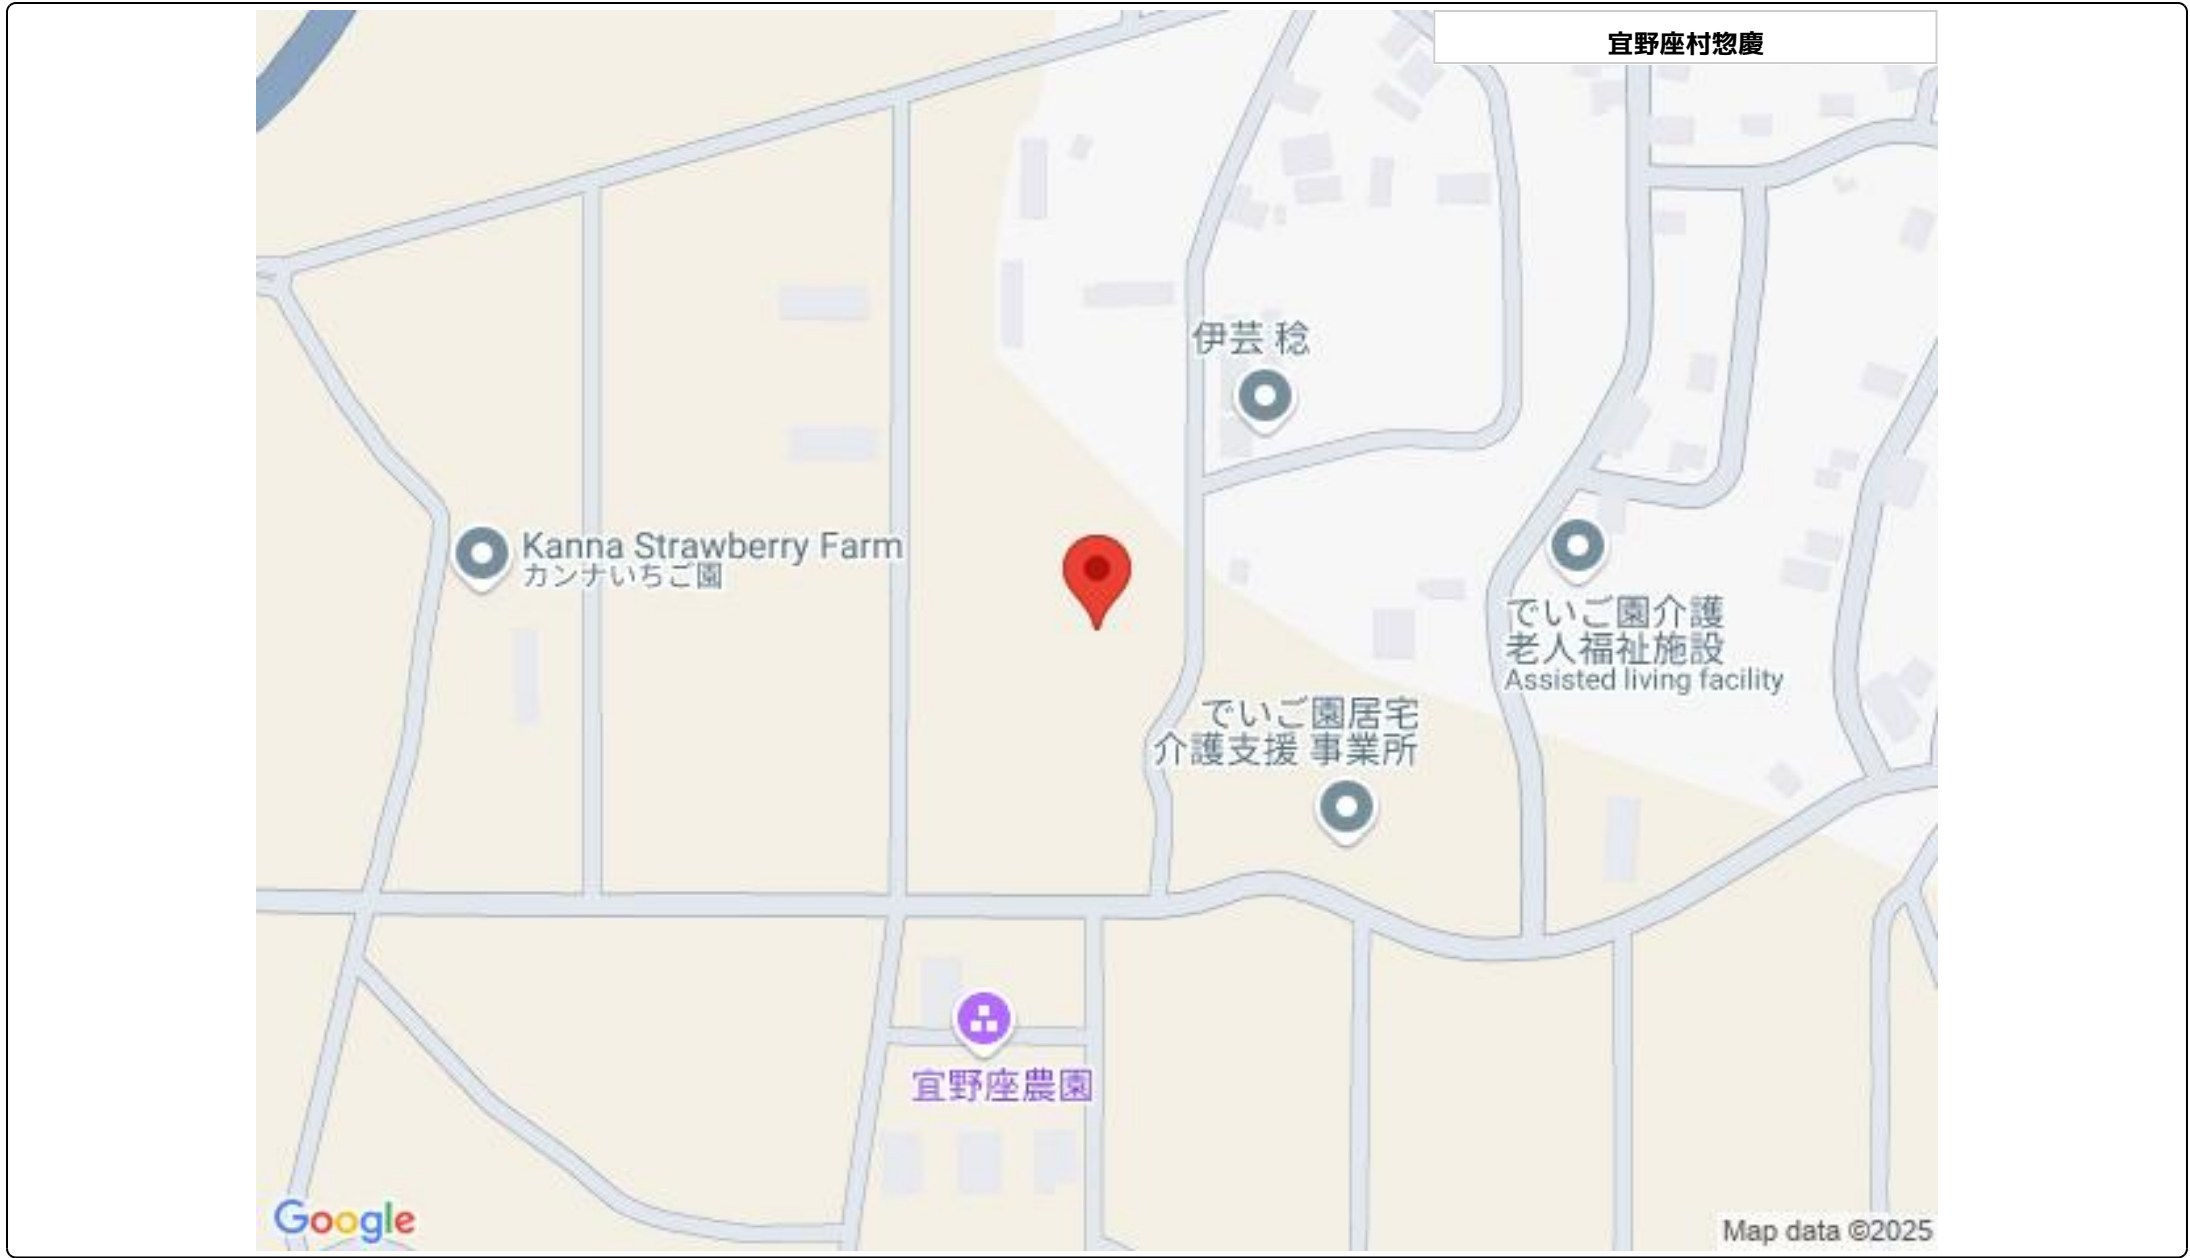 宜野座村惣慶
伊芸 稔
Kanna Strawberry Farm
カンナいちご園
でいご園介護
老人福祉施設
Assisted living facility
でいご園居宅
介護支援 事業所
宜野座農園
Google
Map data ©2025